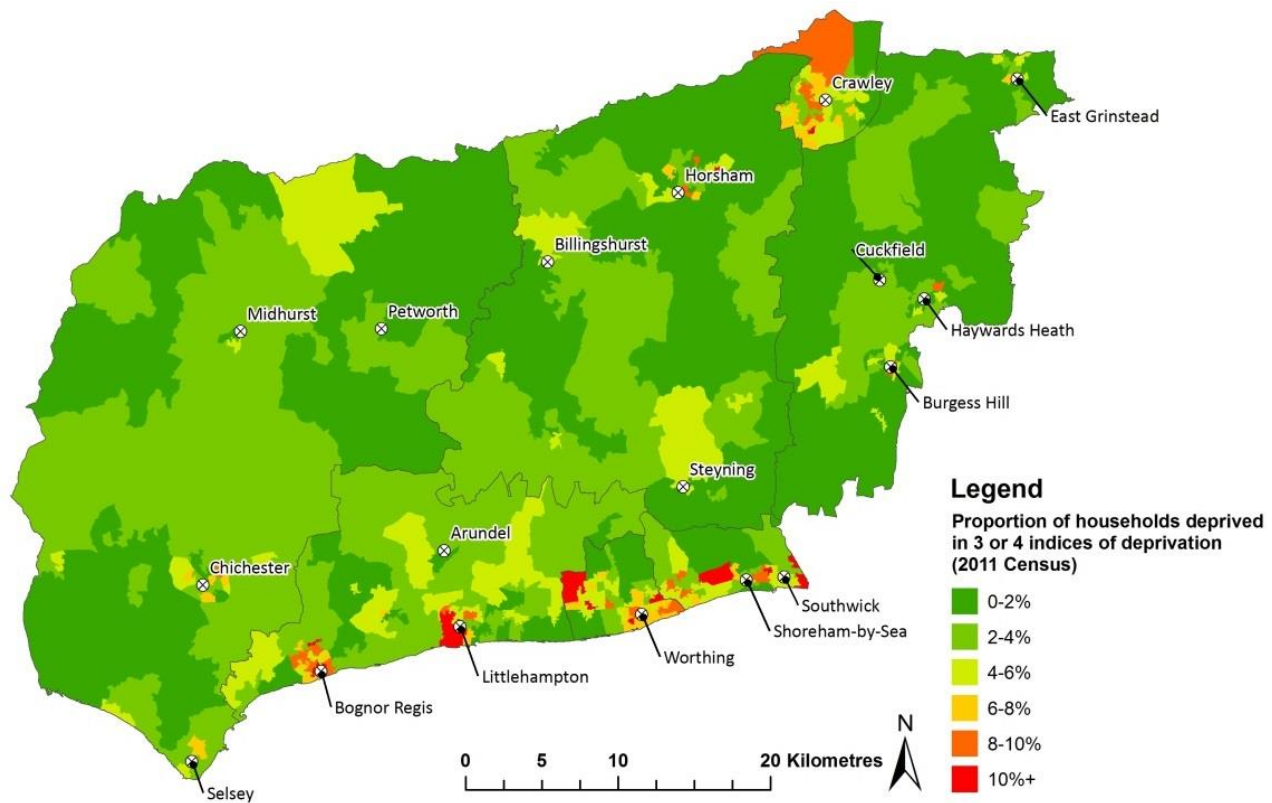 Crawley
East Grinstead
Horsham
Billingshurst
Cuckfield
Midhurst
Petworth
Haywards Heath
Burgess Hill
Steyning
Arundel
Chichester
Southwick
Shoreham-by-Sea
Worthing
Littlehampton
Bognor Regis
Selsey
Legend
Proportion of households deprived
in 3 or 4 indices of deprivation
(2011 Census)
0-2%
2-4%
4-6%
6-8%
8-10%
10%+
N
0 5 10 20 Kilometres